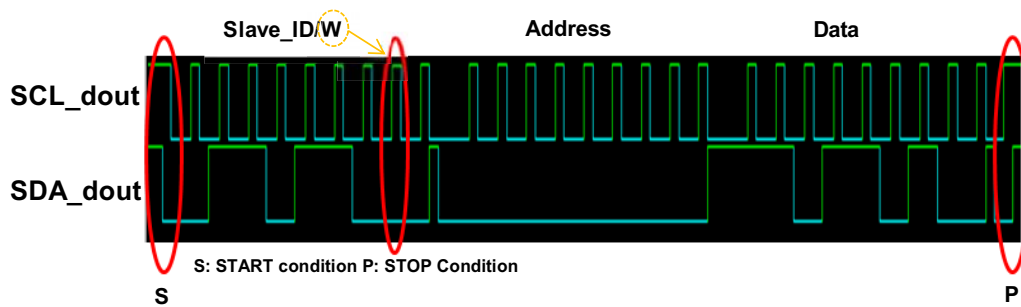 Slave_ID/W Address Data
SCL_dout
SDA_dout
S: START condition P: STOP Condition
S P